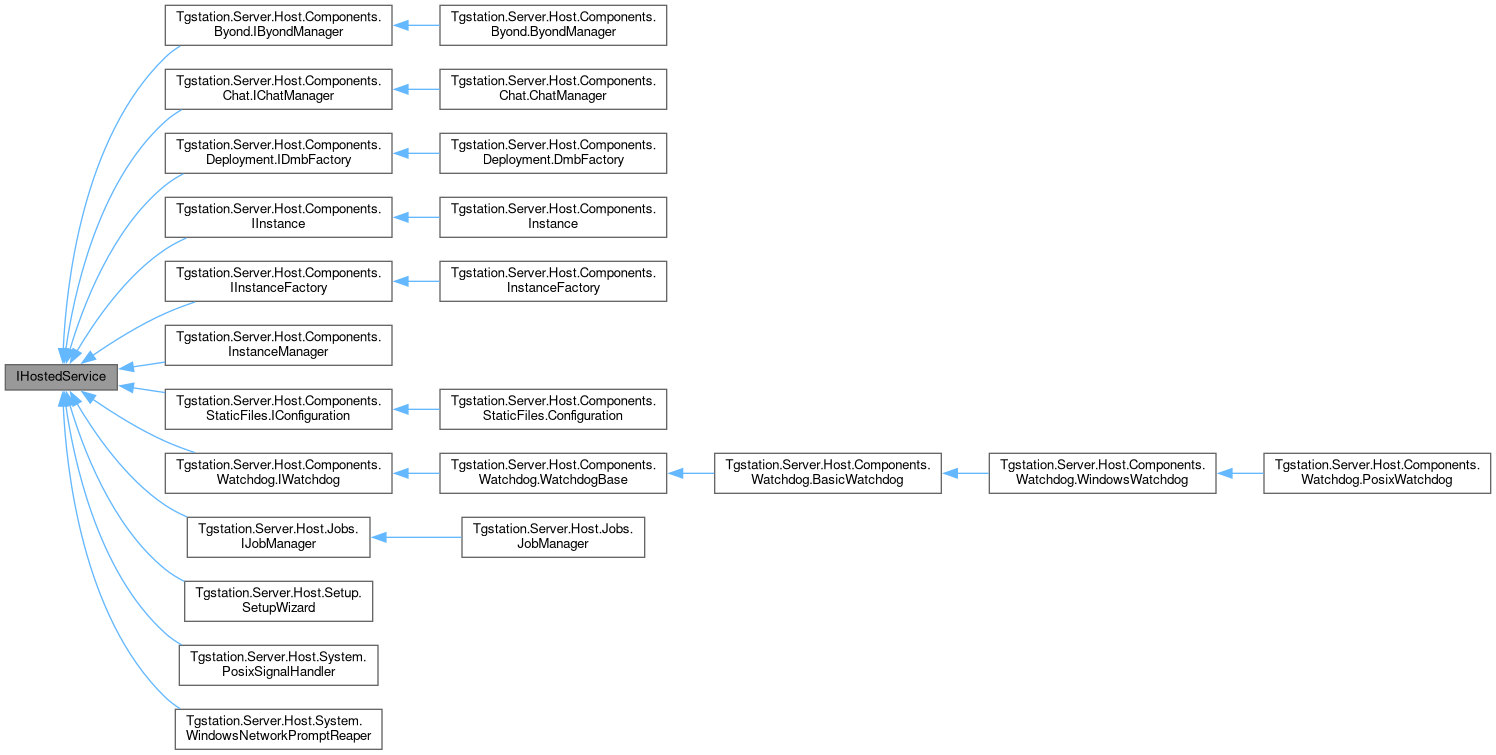 Tgstation.Server.Host.Components.
Byond.IByondManager
Tgstation.Server.Host.Components.
Byond.ByondManager
Tgstation.Server.Host.Components.
Chat.IChatManager
Tgstation.Server.Host.Components.
Chat.ChatManager
Tgstation.Server.Host.Components.
Deployment.IDmbFactory
Tgstation.Server.Host.Components.
Deployment.DmbFactory
Tgstation.Server.Host.Components.
IInstance
Tgstation.Server.Host.Components.
Instance
Tgstation.Server.Host.Components.
IInstanceFactory
Tgstation.Server.Host.Components.
InstanceFactory
Tgstation.Server.Host.Components.
InstanceManager
IHostedService
Tgstation.Server.Host.Components.
StaticFiles.IConfiguration
Tgstation.Server.Host.Components.
StaticFiles.Configuration
Tgstation.Server.Host.Components.
Watchdog.IWatchdog
Tgstation.Server.Host.Components.
Watchdog.WatchdogBase
Tgstation.Server.Host.Components.
Watchdog.BasicWatchdog
Tgstation.Server.Host.Components.
Watchdog.WindowsWatchdog
Tgstation.Server.Host.Components.
Watchdog.PosixWatchdog
Tgstation.Server.Host.Jobs.
IJobManager
Tgstation.Server.Host.Jobs.
JobManager
Tgstation.Server.Host.Setup.
SetupWizard
Tgstation.Server.Host.System.
PosixSignalHandler
Tgstation.Server.Host.System.
WindowsNetworkPromptReaper